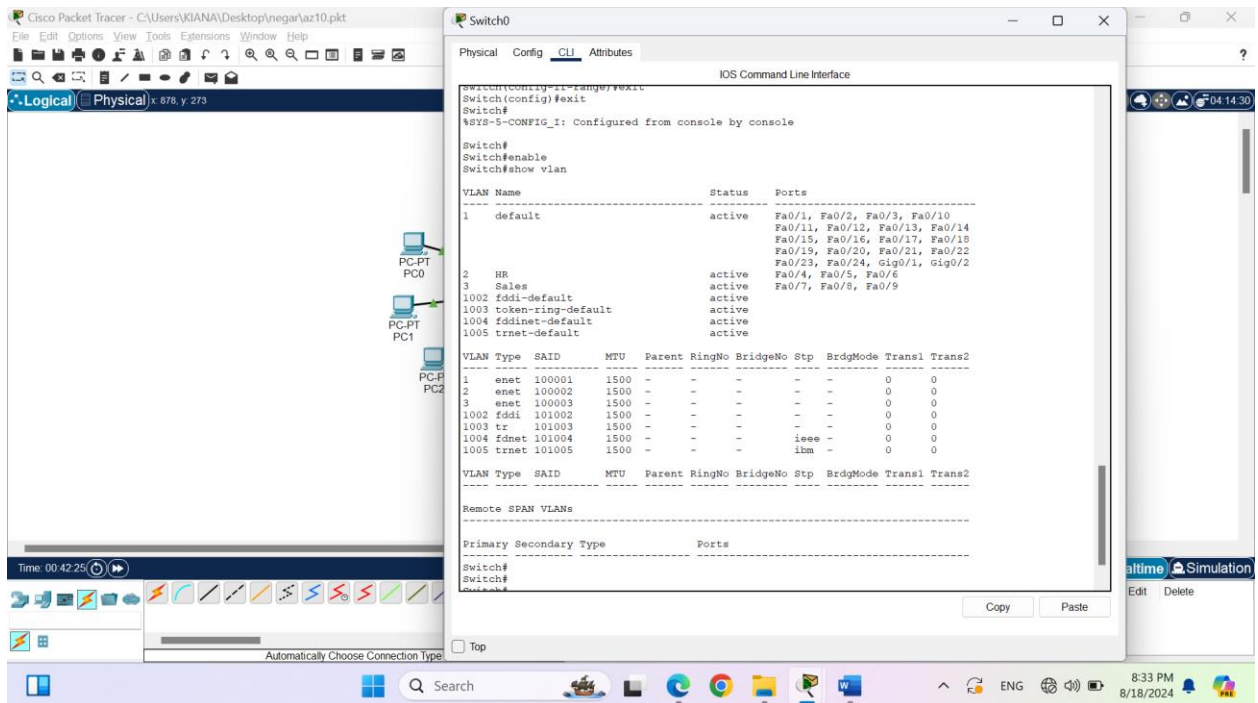 Cisco Packet Tracer - C:\Users\KIANA\Desktop\negar\az10.pkt
File Edit Options View Tools Extensions Window Help
?
Logical Physical x: 878, y: 273
04:14:30
PC-PT
PC0
PC-PT
PC1
PC-P
PC2
Switch0
Physical Config CLI Attributes
IOS Command Line Interface
Switch(config-if-range)#exit
Switch(config)#exit
Switch#
%SYS-5-CONFIG_I: Configured from console by console
Switch#
Switch#enable
Switch#show vlan
VLAN Name Status Ports
---- -------------------------------- --------- -------------------------------
1 default active Fa0/1, Fa0/2, Fa0/3, Fa0/10
Fa0/11, Fa0/12, Fa0/13, Fa0/14
Fa0/15, Fa0/16, Fa0/17, Fa0/18
Fa0/19, Fa0/20, Fa0/21, Fa0/22
Fa0/23, Fa0/24, Gig0/1, Gig0/2
2 HR active Fa0/4, Fa0/5, Fa0/6
3 Sales active Fa0/7, Fa0/8, Fa0/9
1002 fddi-default active
1003 token-ring-default active
1004 fddinet-default active
1005 trnet-default active
VLAN Type SAID MTU Parent RingNo BridgeNo Stp BrdgMode Trans1 Trans2
---- ----- ---------- ----- ------ ------ -------- ---- -------- ------ ------
1 enet 100001 1500 - - - - - 0 0
2 enet 100002 1500 - - - - - 0 0
3 enet 100003 1500 - - - - - 0 0
1002 fddi 101002 1500 - - - - - 0 0
1003 tr 101003 1500 - - - - - 0 0
1004 fdnet 101004 1500 - - - ieee - 0 0
1005 trnet 101005 1500 - - - ibm - 0 0
VLAN Type SAID MTU Parent RingNo BridgeNo Stp BrdgMode Trans1 Trans2
---- ----- ---------- ----- ------ ------ -------- ---- -------- ------ ------
Remote SPAN VLANs
------------------------------------------------------------------------------
Primary Secondary Type Ports
------- --------- ----------------- ------------------------------------------
Switch#
Switch#
Switch#
Copy Paste
Top
Time: 00:42:25
altime Simulation
Edit Delete
Automatically Choose Connection Type
Search
ENG
8:33 PM
8/18/2024
PRE